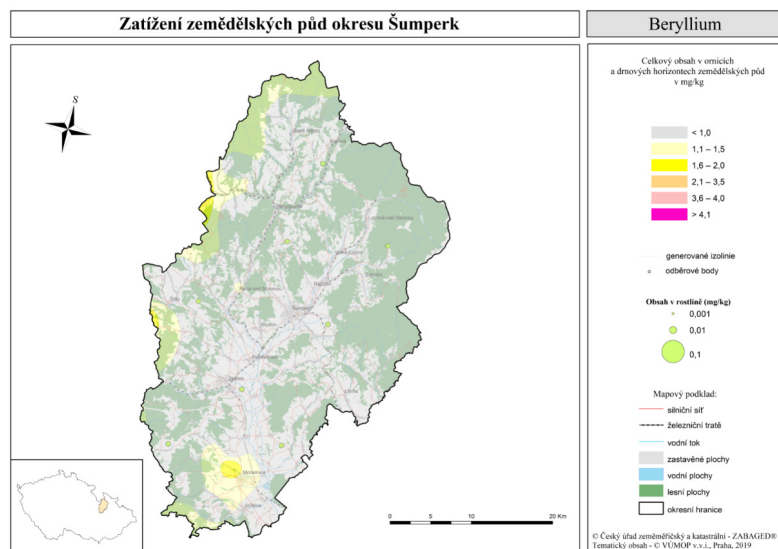 Zatížení zemědělských půd okresu Šumperk
Beryllium
Celkový obsah v ornicích
a drnových horizontech zemědělských půd
v mg/kg
< 1,0
1,1 – 1,5
1,6 – 2,0
2,1 – 3,5
3,6 – 4,0
> 4,1
generované izolinie
odběrové body
Obsah v rostlině (mg/kg)
0,001
0,01
0,1
Mapový podklad:
silniční síť
železniční tratě
vodní tok
zastavěné plochy
vodní plochy
lesní plochy
okresní hranice
S
Šumperk
Zábřeh
Mohelnice
0
10
20 Km
© Český úřad zeměměřičský a katastrální - ZABAGED®
Tematický obsah - © VÚMOP v.v.i., Praha, 2019